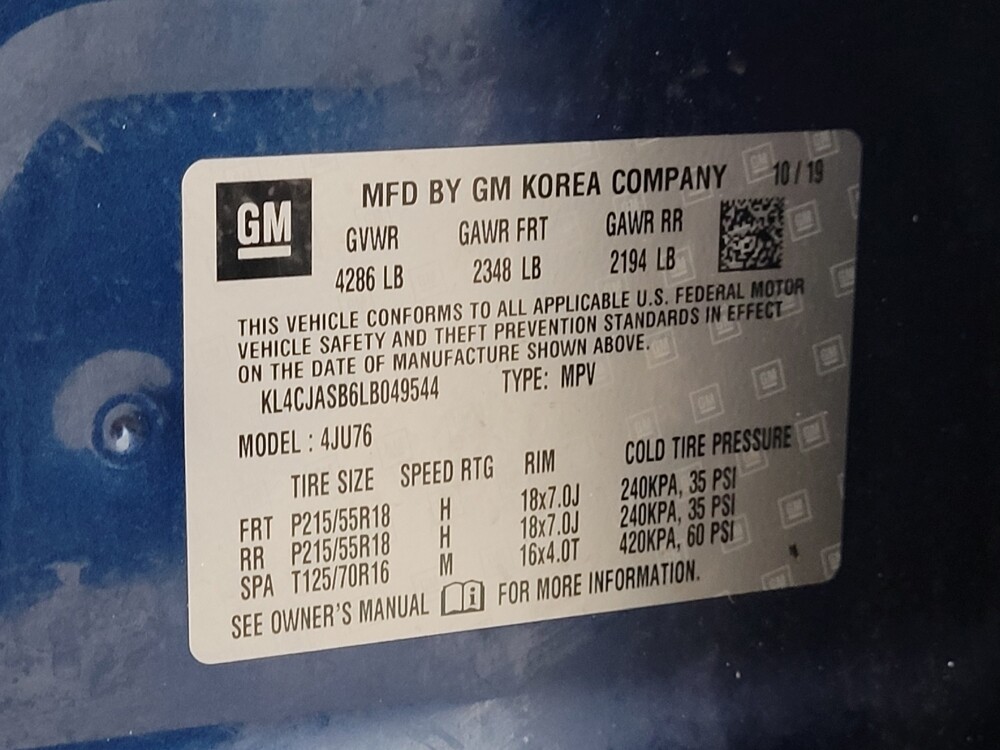 GM
MFD BY GM KOREA COMPANY 10 / 19
GVWR GAWR FRT GAWR RR
4286 LB 2348 LB 2194 LB
THIS VEHICLE CONFORMS TO ALL APPLICABLE U.S. FEDERAL MOTOR
VEHICLE SAFETY AND THEFT PREVENTION STANDARDS IN EFFECT
ON THE DATE OF MANUFACTURE SHOWN ABOVE.
KL4CJASB6LB049544 TYPE: MPV
MODEL : 4JU76
TIRE SIZE SPEED RTG RIM COLD TIRE PRESSURE
FRT P215/55R18 H 18x7.0J 240KPA, 35 PSI
RR P215/55R18 H 18x7.0J 240KPA, 35 PSI
SPA T125/70R16 M 16x4.0T 420KPA, 60 PSI
SEE OWNER'S MANUAL i FOR MORE INFORMATION.